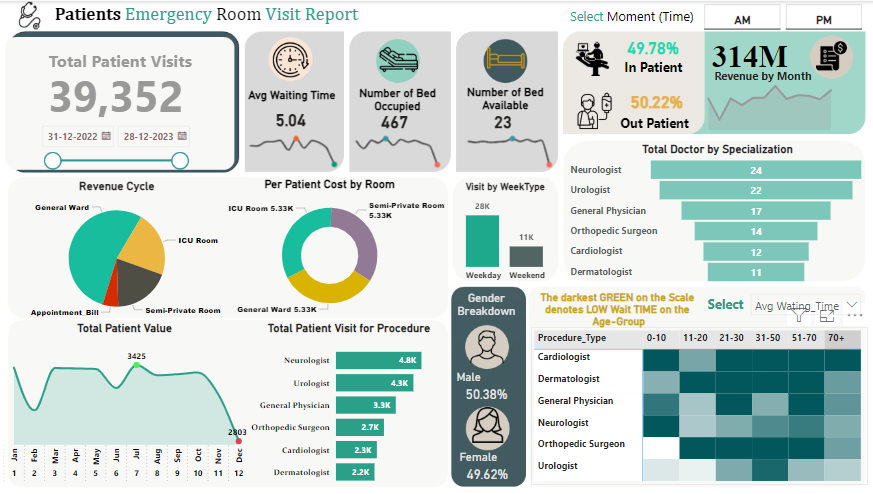 Patients Emergency Room Visit Report
Select Moment (Time)
AM
PM
Total Patient Visits
39,352
31-12-2022
28-12-2023
Avg Waiting Time
5.04
Number of Bed
Occupied
467
Number of Bed
Available
23
49.78%
In Patient
50.22%
Out Patient
314M
Revenue by Month
Revenue Cycle
General Ward
ICU Room
Semi-Private Room
Appointment_Bill
Per Patient Cost by Room
ICU Room 5.33K
Semi-Private Room
5.33K
General Ward 5.33K
Visit by WeekType
28K
11K
Weekday
Weekend
Total Doctor by Specialization
Neurologist 24
Urologist 22
General Physician 17
Orthopedic Surgeon 14
Cardiologist 12
Dermatologist 11
Total Patient Value
3425
2803
Jan Feb Mar Apr May Jun Jul Aug Sep Oct Nov Dec
1 2 3 4 5 6 7 8 9 10 11 12
Total Patient Visit for Procedure
Neurologist 4.8K
Urologist 4.3K
General Physician 3.3K
Orthopedic Surgeon 2.7K
Cardiologist 2.3K
Dermatologist 2.2K
Gender
Breakdown
Male
50.38%
Female
49.62%
The darkest GREEN on the Scale
denotes LOW Wait TIME on the
Age-Group
Select
Avg Wating_Time
Procedure_Type 0-10 11-20 21-30 31-50 51-70 70+
Cardiologist
Dermatologist
General Physician
Neurologist
Orthopedic Surgeon
Urologist